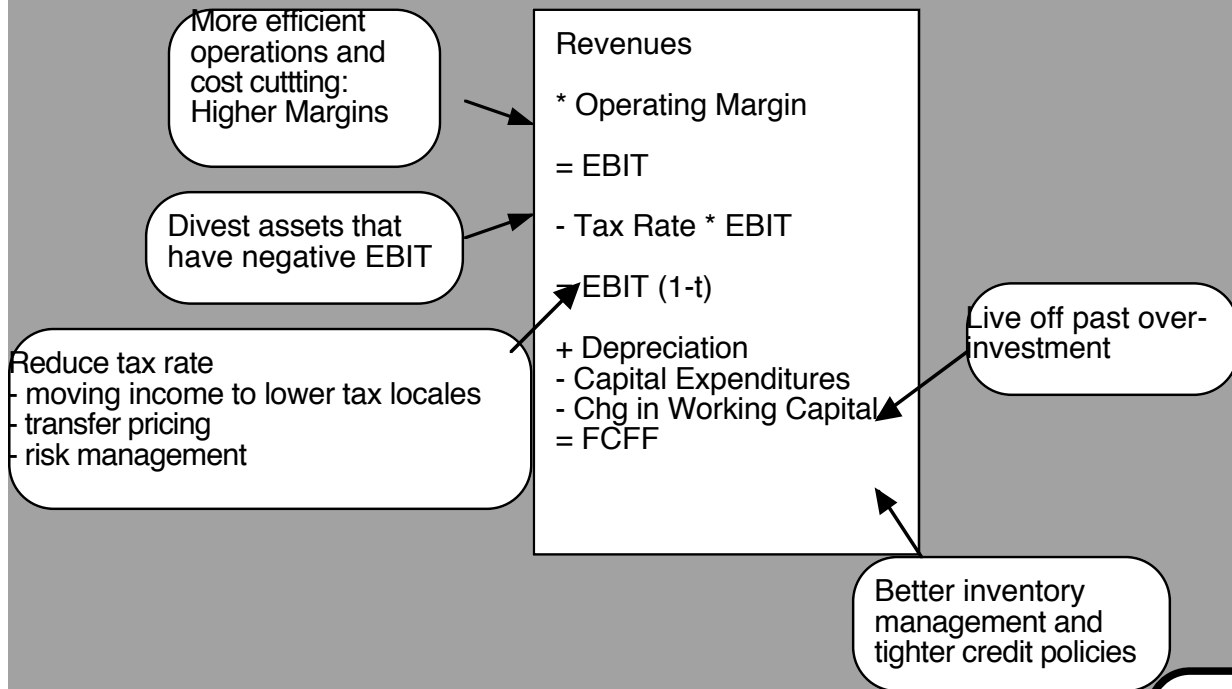 More efficient
operations and
cost cuttting:
Higher Margins
Divest assets that
have negative EBIT
Reduce tax rate
- moving income to lower tax locales
- transfer pricing
- risk management
Revenues
* Operating Margin
= EBIT
- Tax Rate * EBIT
= EBIT (1-t)
+ Depreciation
- Capital Expenditures
- Chg in Working Capital
= FCFF
Live off past over-
investment
Better inventory
management and
tighter credit policies